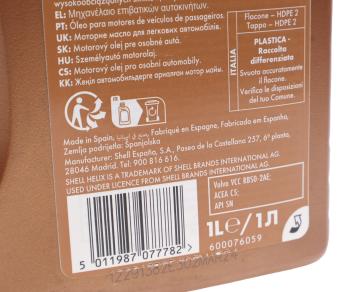 EL: Μηχανέλαιο επιβατικών αυτοκινήτων.
PT: Óleo para motores de veículos de passageiros.
UK: Моторне масло для легкових автомобілів.
SK: Motorový olej pre osobné autá.
HU: Személyautó motorolaj.
CS: Motorový olej pro osobní automobily.
KK: Жеңіл автомобильдерге арналған мотор майы.
Flacone - HDPE 2
Tappo - HDPE 2
ITALIA
PLASTICA -
Raccolta
differenziata
Svuota accuratamente
il flacone.
Verifica le disposizioni
del tuo Comune.
Made in Spain, Fabriqué en Espagne, Fabricado en Espanha,
Zemlja podrijetla: Španjolska
Manufacturer: Shell España, S.A., Paseo de la Castellana 257, 6ª planta,
28046 Madrid. Tel. 900 816 616.
SHELL HELIX IS A TRADEMARK OF SHELL BRANDS INTERNATIONAL AG.
USED UNDER LICENCE FROM SHELL BRANDS INTERNATIONAL AG.
Volvo VCC RBS0-2AE;
ACEA C5;
API SN
1Le/1Л
600076059
5 011987 077782 >